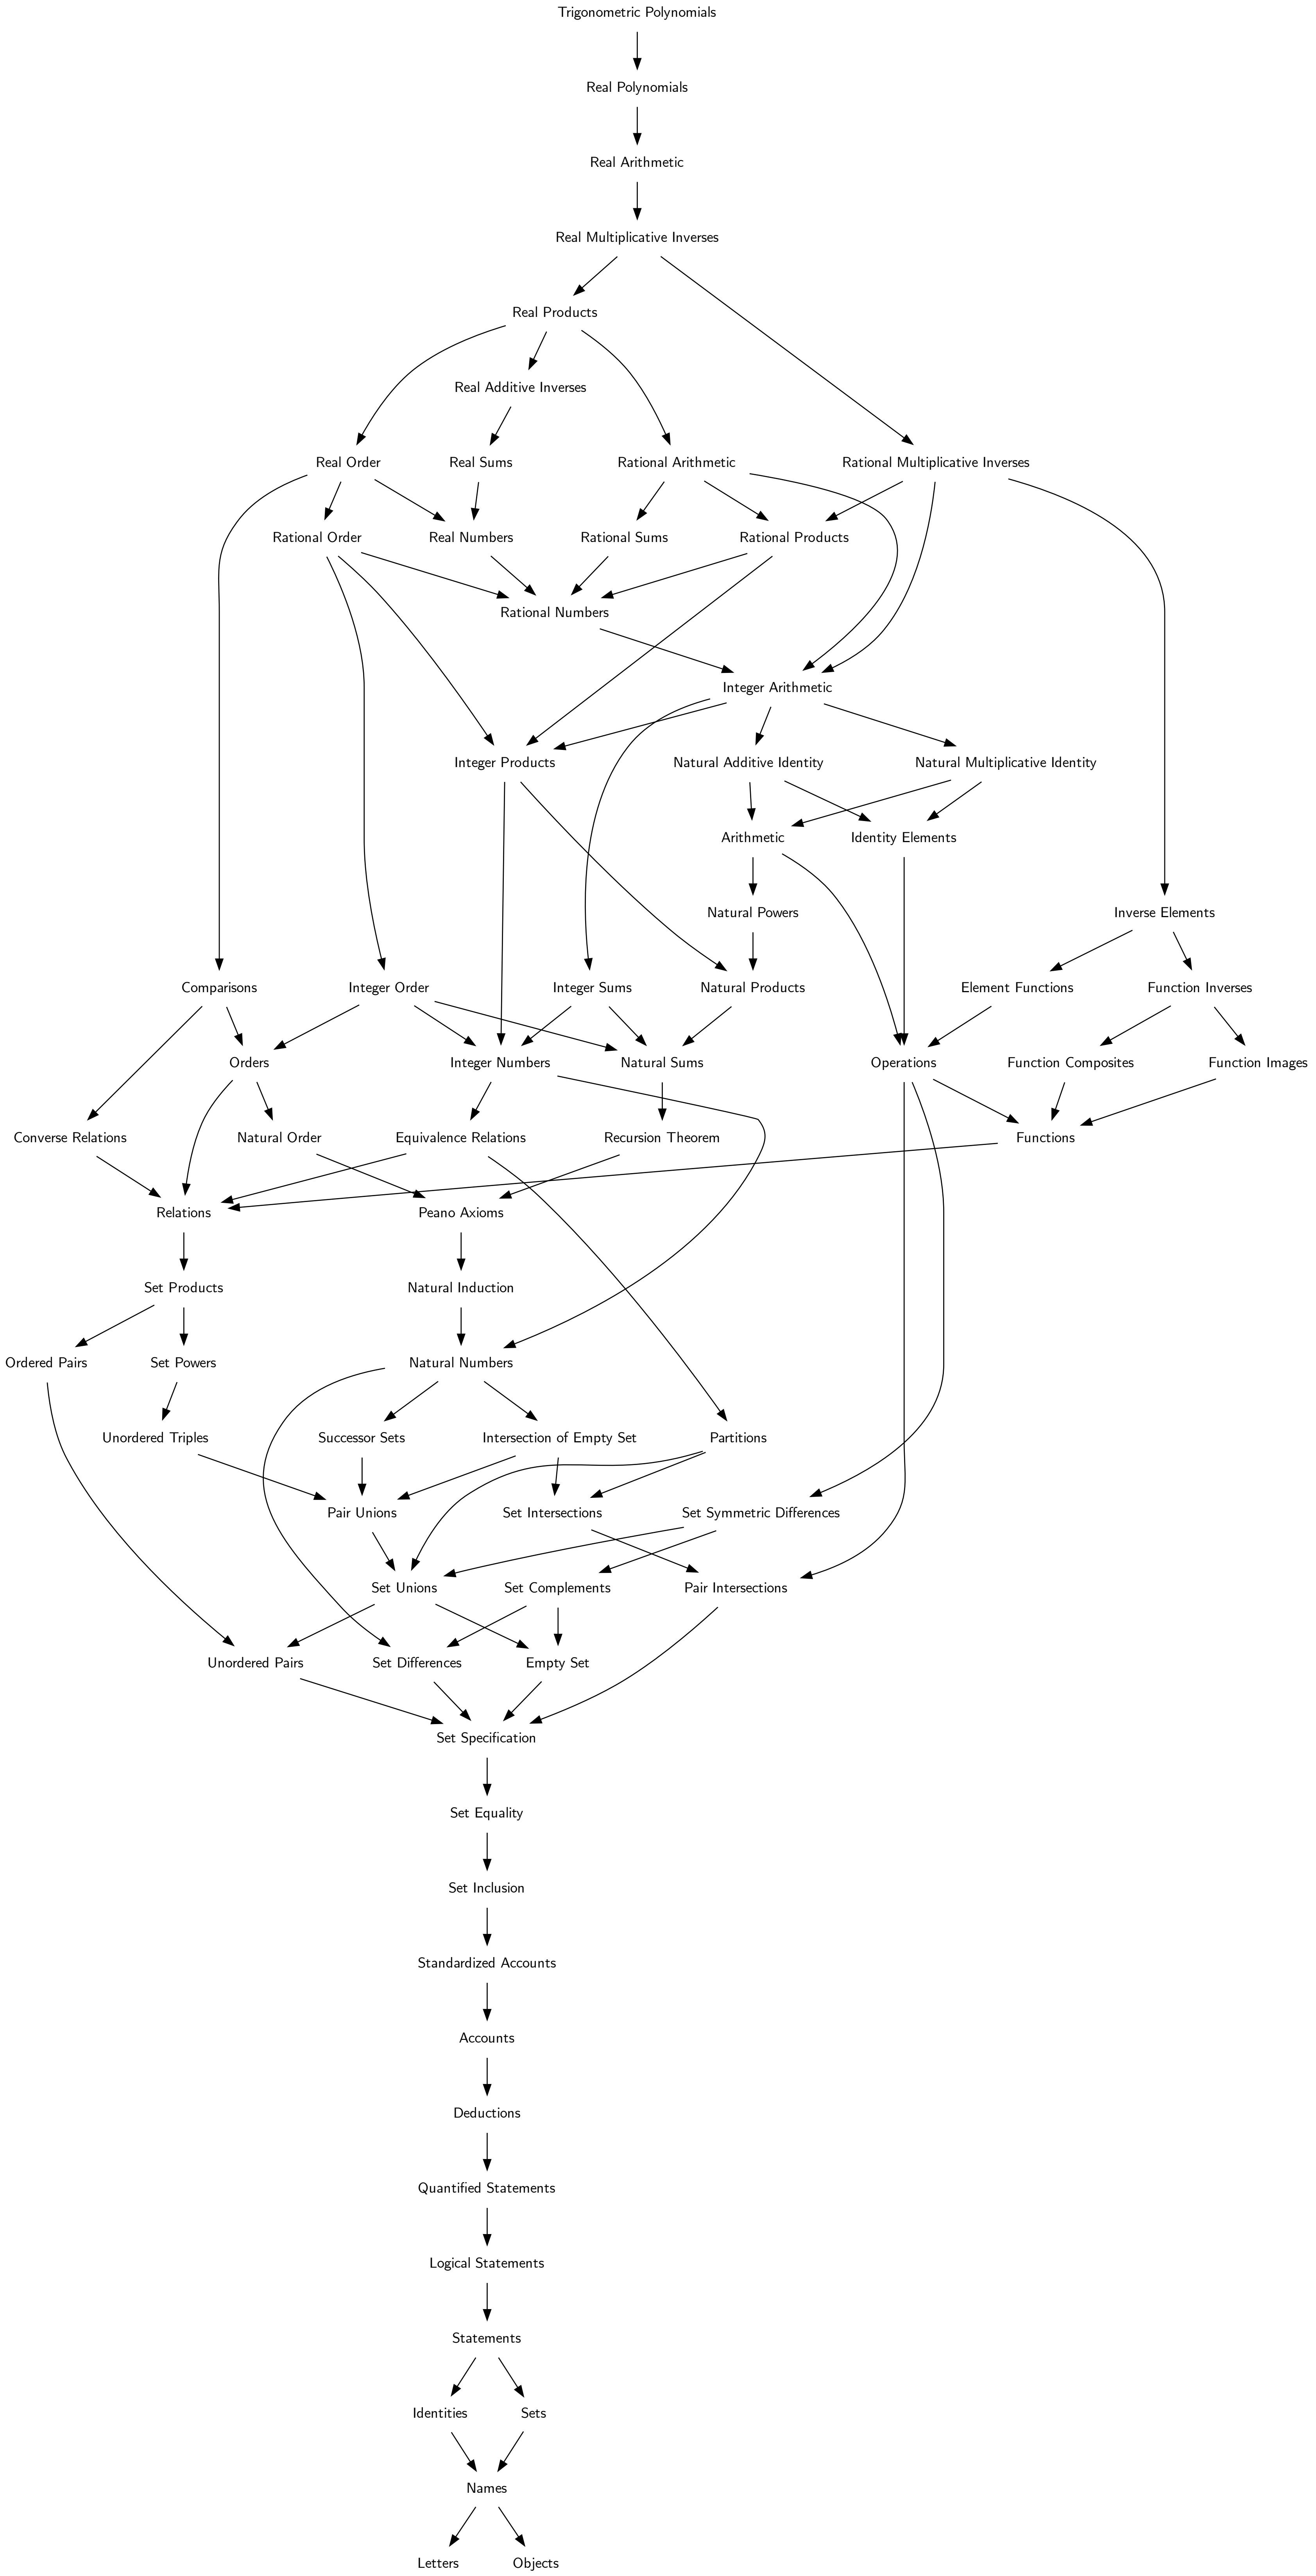 Trigonometric Polynomials
Real Polynomials
Real Arithmetic
Real Multiplicative Inverses
Real Products
Real Additive Inverses
Real Order
Real Sums
Rational Arithmetic
Rational Multiplicative Inverses
Rational Order
Real Numbers
Rational Sums
Rational Products
Rational Numbers
Integer Arithmetic
Integer Products
Natural Additive Identity
Natural Multiplicative Identity
Arithmetic
Identity Elements
Natural Powers
Inverse Elements
Comparisons
Integer Order
Integer Sums
Natural Products
Element Functions
Function Inverses
Orders
Integer Numbers
Natural Sums
Operations
Function Composites
Function Images
Converse Relations
Natural Order
Equivalence Relations
Recursion Theorem
Functions
Relations
Peano Axioms
Set Products
Natural Induction
Ordered Pairs
Set Powers
Natural Numbers
Unordered Triples
Successor Sets
Intersection of Empty Set
Partitions
Pair Unions
Set Intersections
Set Symmetric Differences
Set Unions
Set Complements
Pair Intersections
Unordered Pairs
Set Differences
Empty Set
Set Specification
Set Equality
Set Inclusion
Standardized Accounts
Accounts
Deductions
Quantified Statements
Logical Statements
Statements
Identities
Sets
Names
Letters
Objects